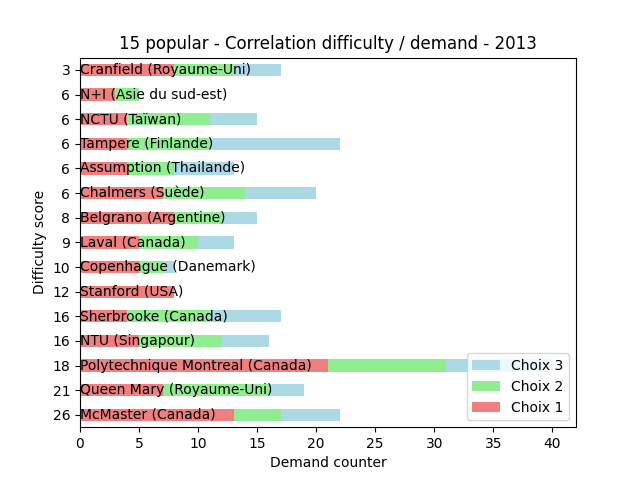 15 popular - Correlation difficulty / demand - 2013
Difficulty score
3 Cranfield (Royaume-Uni)
6 N+I (Asie du sud-est)
6 NCTU (Taïwan)
6 Tampere (Finlande)
6 Assumption (Thailande)
6 Chalmers (Suède)
8 Belgrano (Argentine)
9 Laval (Canada)
10 Copenhague (Danemark)
12 Stanford (USA)
16 Sherbrooke (Canada)
16 NTU (Singapour)
18 Polytechnique Montreal (Canada)
21 Queen Mary (Royaume-Uni)
26 McMaster (Canada)
Choix 3
Choix 2
Choix 1
0 5 10 15 20 25 30 35 40
Demand counter